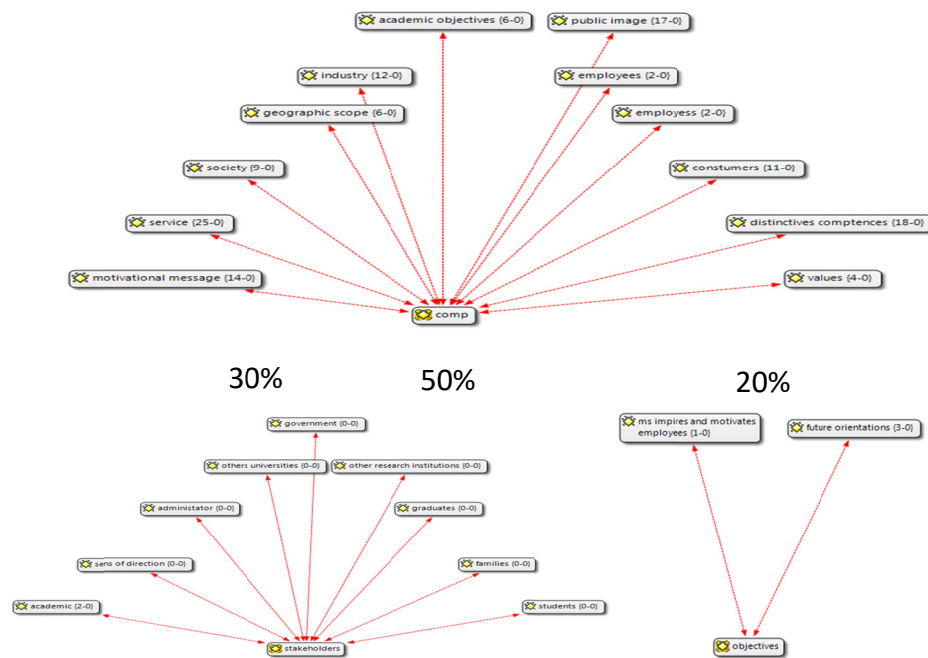 academic objectives {6-0}
public image {17-0}
industry {12-0}
employees {2-0}
geographic scope {6-0}
employess {2-0}
society {9-0}
constumers {11-0}
service {25-0}
distinctives comptences {18-0}
motivational message {14-0}
values {4-0}
comp
30%
50%
20%
government {0-0}
ms impires and motivates
employees {1-0}
future orientations {3-0}
others universities {0-0}
other research institutions {0-0}
administator {0-0}
graduates {0-0}
sens of direction {0-0}
families {0-0}
academic {2-0}
students {0-0}
stakeholders
objectives